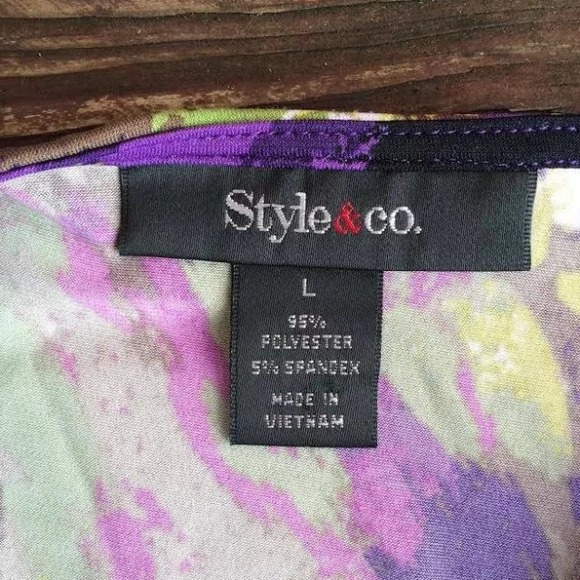 Style&co.
L
95%
POLYESTER
5% SPANDEX
MADE IN
VIETNAM